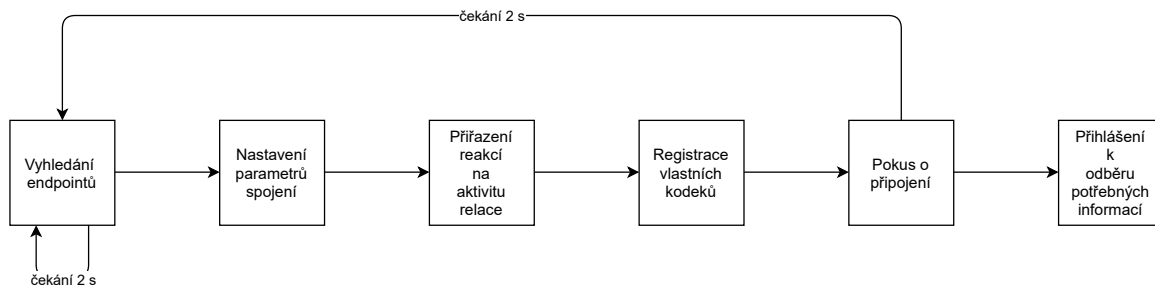 čekání 2 s
Vyhledání
endpointů
Nastavení
parametrů
spojení
Přiřazení
reakcí
na
aktivitu
relace
Registrace
vlastních
kodeků
Pokus o
připojení
Přihlášení
k
odběru
potřebných
informací
čekání 2 s